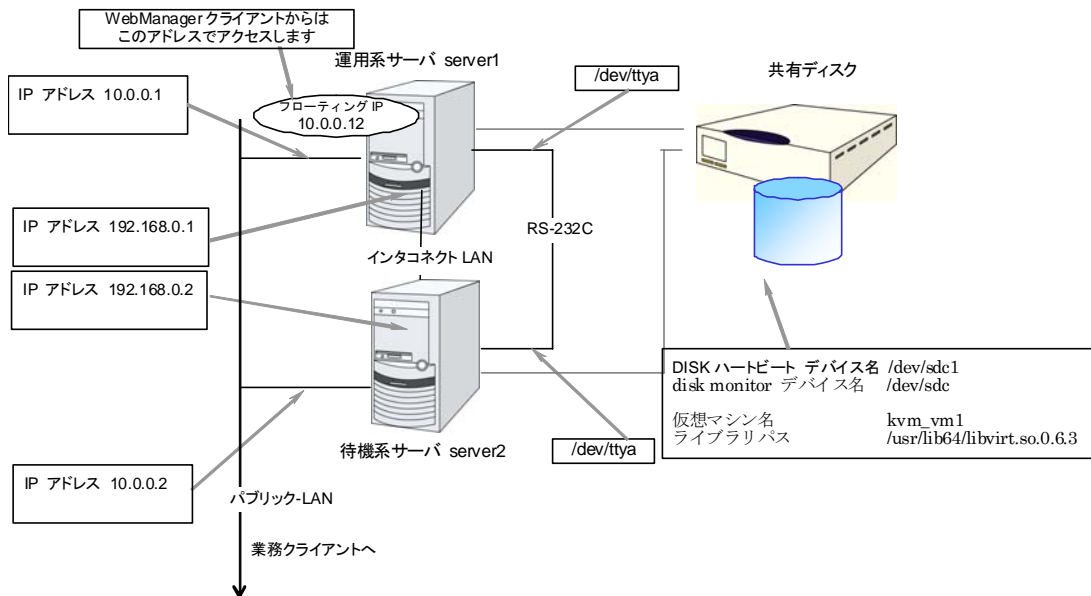 WebManager クライアントからは
このアドレスでアクセスします
運用系サーバ server1
/dev/ttya
共有ディスク
IP アドレス 10.0.0.1
フローティング IP
10.0.0.12
IP アドレス 192.168.0.1
RS-232C
インタコネクト LAN
IP アドレス 192.168.0.2
DISK ハートビート デバイス名 /dev/sdc1
disk monitor デバイス名 /dev/sdc
仮想マシン名 kvm_vm1
ライブラリパス /usr/lib64/libvirt.so.0.6.3
待機系サーバ server2
/dev/ttya
IP アドレス 10.0.0.2
パブリック-LAN
業務クライアントへ